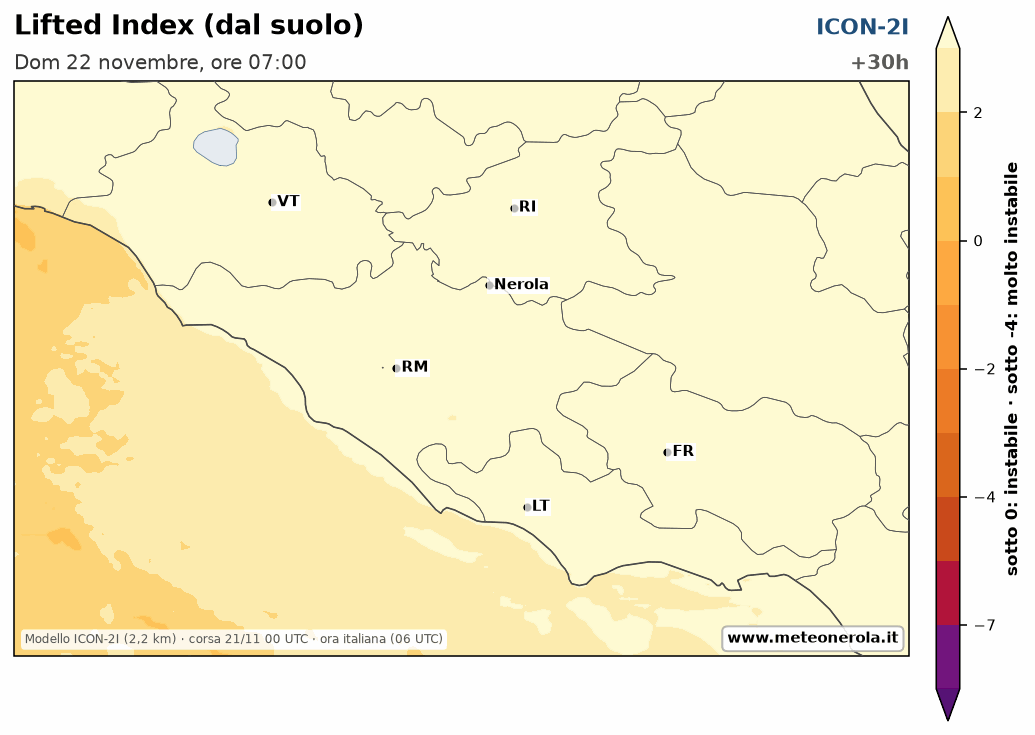 Lifted Index (dal suolo)
ICON-2I
Dom 22 novembre, ore 07:00
+30h
VT
RI
Nerola
RM
FR
LT
Modello ICON-2I (2,2 km) · corsa 21/11 00 UTC · ora italiana (06 UTC)
www.meteonerola.it
2
0
−2
−4
−7
sotto 0: instabile · sotto -4: molto instabile